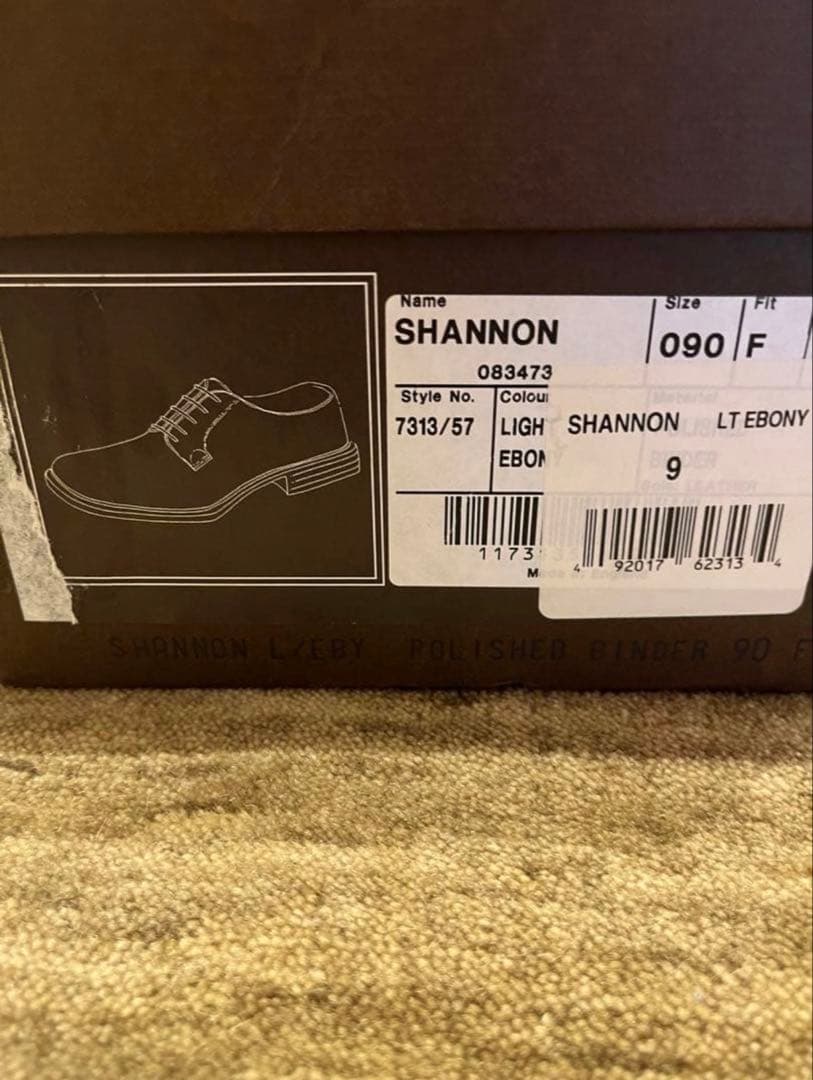 Name
SHANNON
Size
090
Fit
F
083473
Style No.
7313/57
Colou
LIGH
EBON
1173
SHANNON LT EBONY
9
4 92017 62313 4
SHANNON L/EBY POLISHED BINDER 90 F